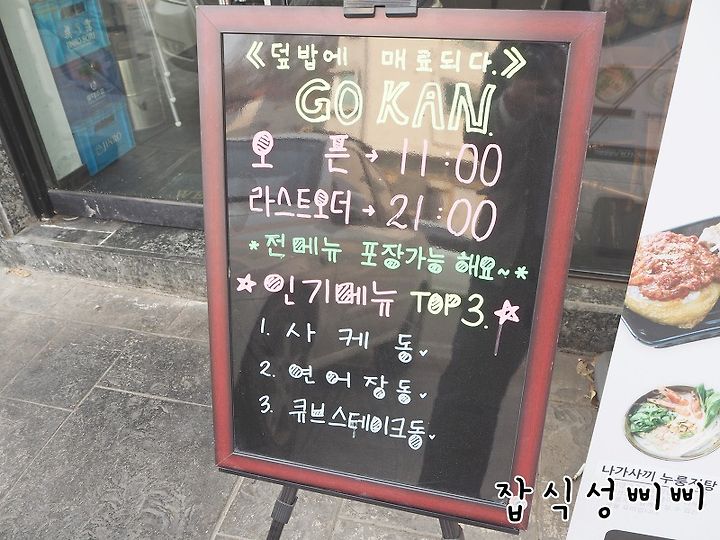 《덮밥에 매료되다.》
GO KAN.
오픈→ 11:00
라스트오더→ 21:00
*전메뉴 포장가능 해요~*
☆인기메뉴 TOP3.☆
1. 사케동
2. 연어장동
3. 큐브스테이크동
나가사끼 누룽지탕
잡식성삐삐